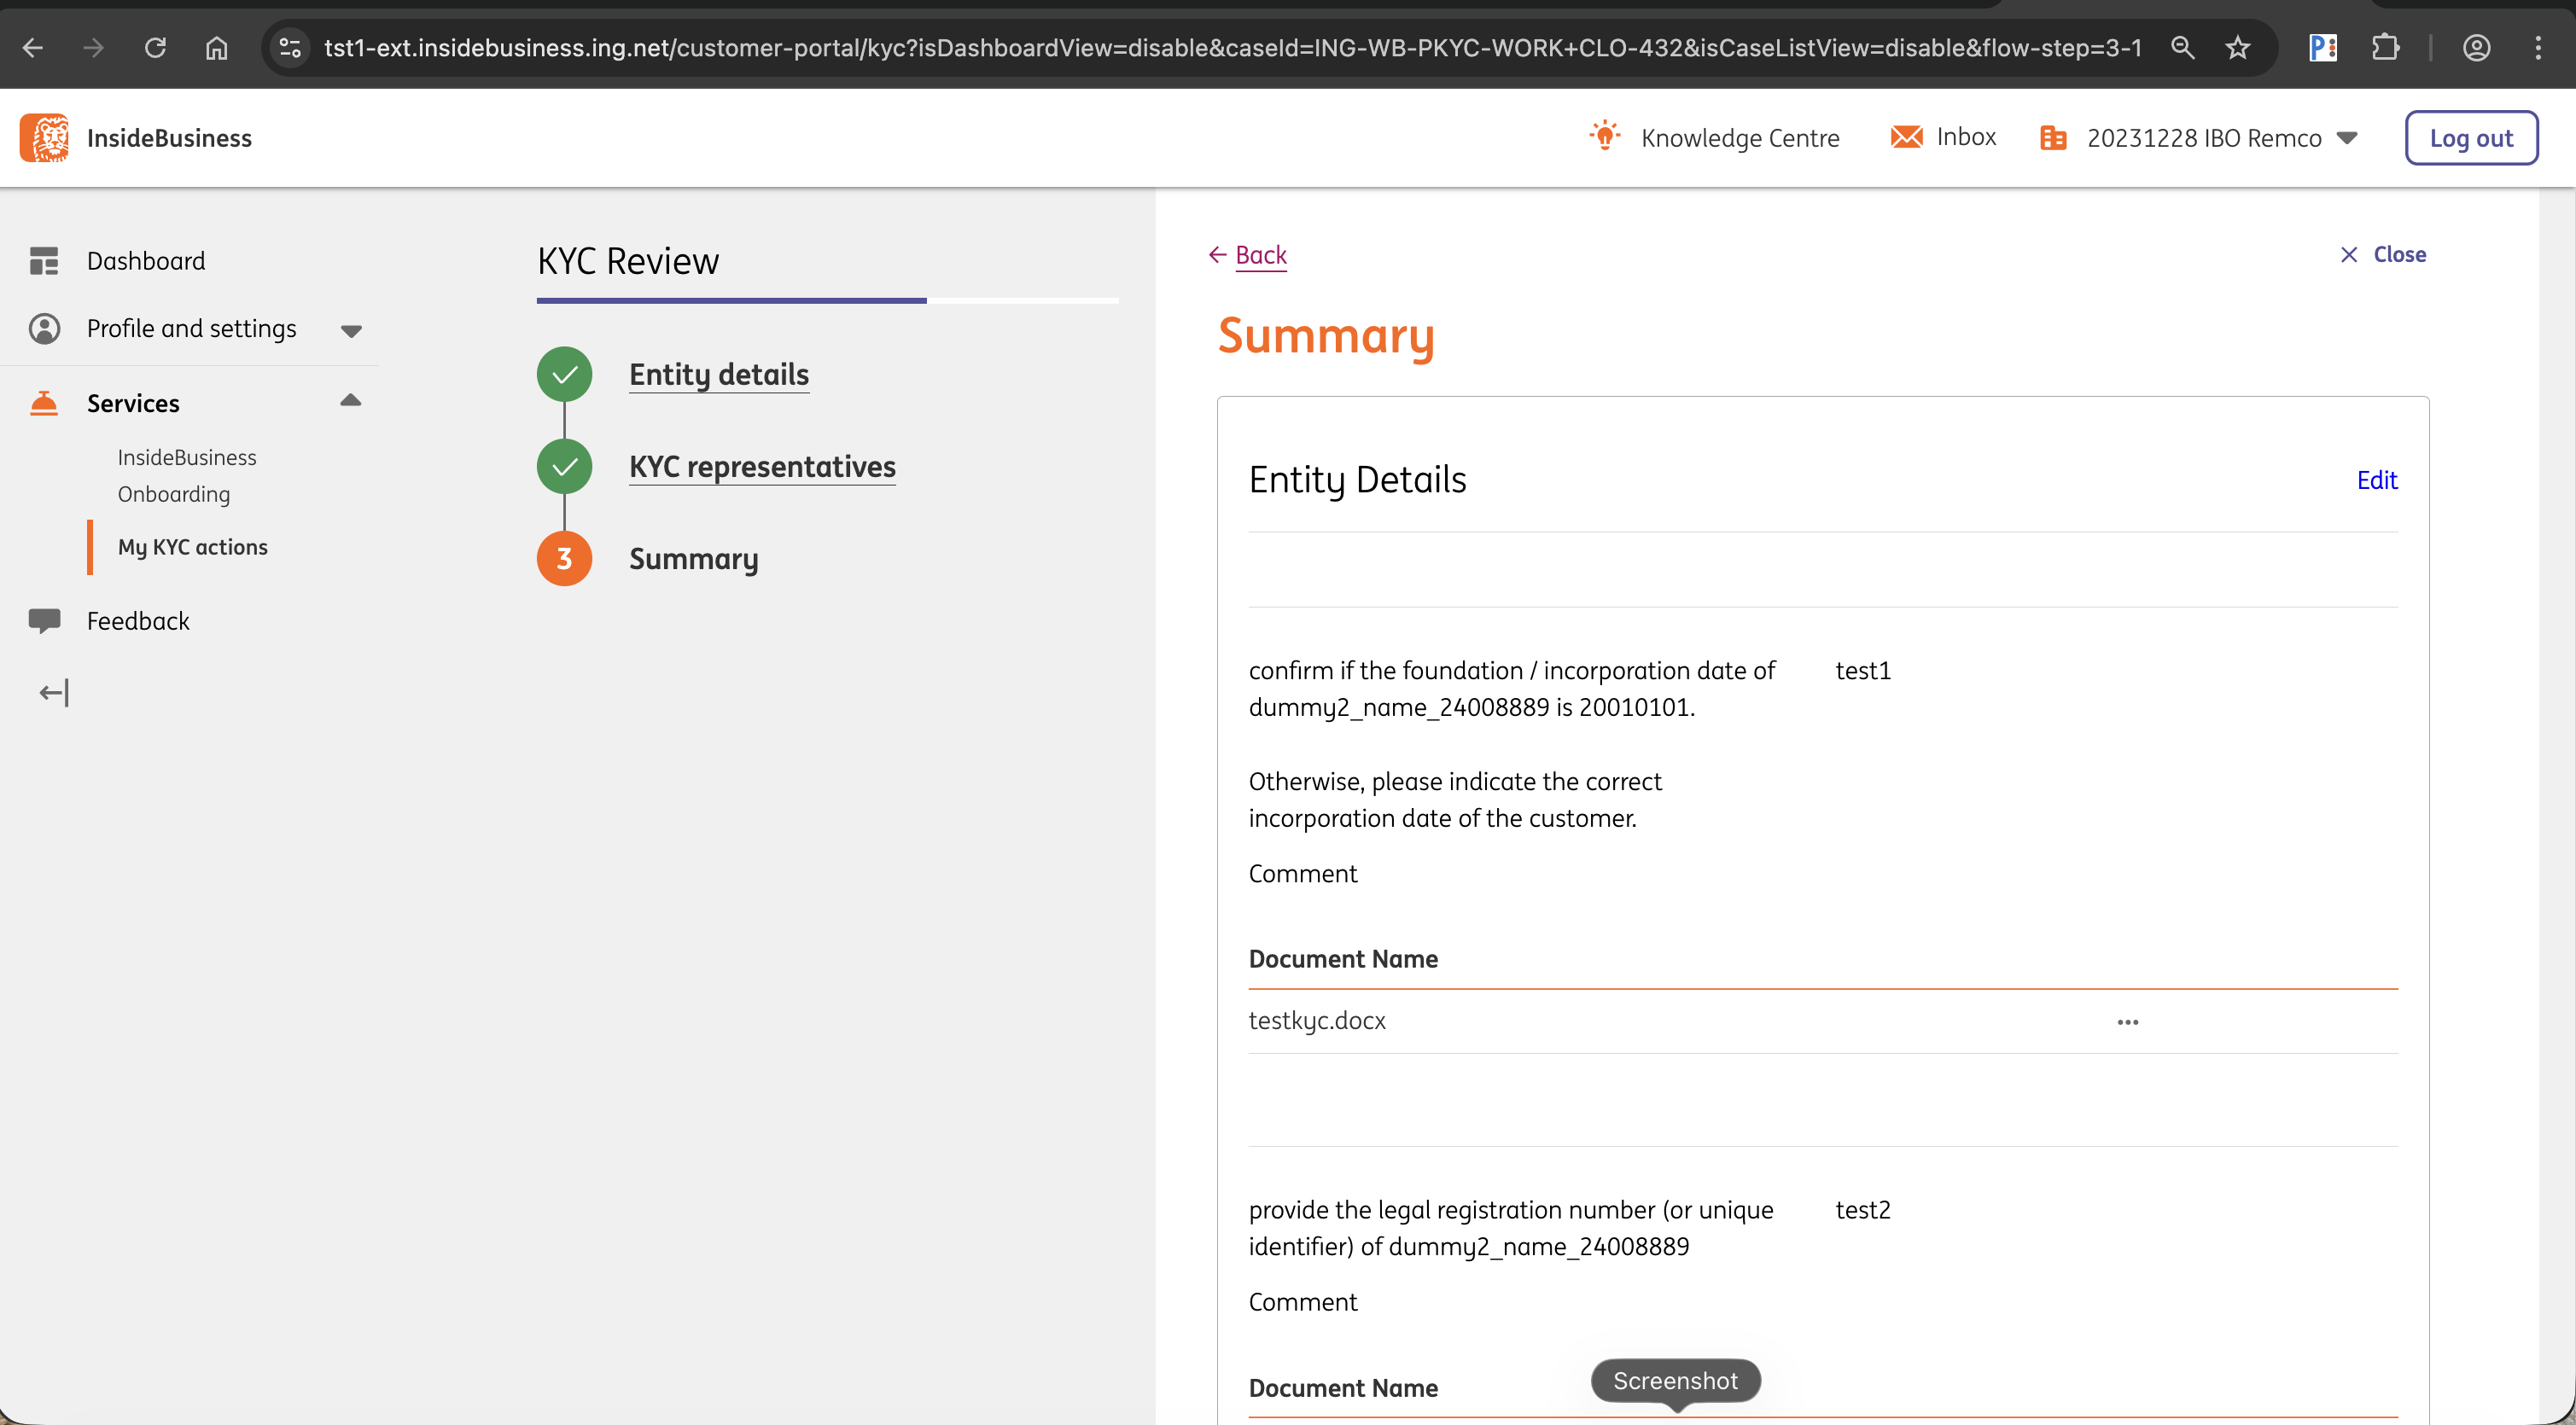 tst1-ext.insidebusiness.ing.net/customer-portal/kyc?isDashboardView=disable&caseId=ING-WB-PKYC-WORK+CLO-432&isCaseListView=disable&flow-step=3-1
InsideBusiness
Knowledge Centre
Inbox
20231228 IBO Remco
Log out
Dashboard
Profile and settings
Services
InsideBusiness
Onboarding
My KYC actions
Feedback
KYC Review
Entity details
KYC representatives
3 Summary
Back
Close
Summary
Entity Details
Edit
confirm if the foundation / incorporation date of test1
dummy2_name_24008889 is 20010101.
Otherwise, please indicate the correct
incorporation date of the customer.
Comment
Document Name
testkyc.docx
provide the legal registration number (or unique test2
identifier) of dummy2_name_24008889
Comment
Document Name
Screenshot